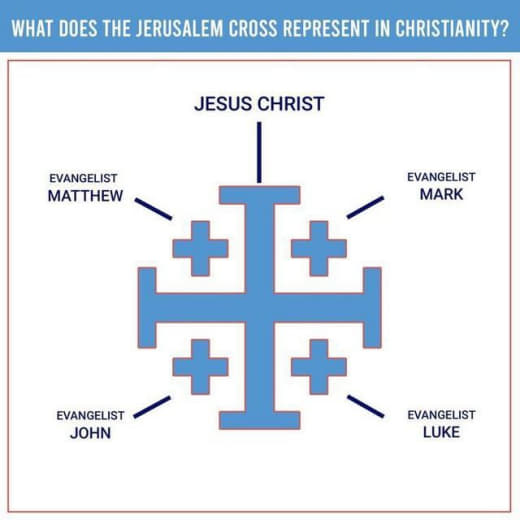 WHAT DOES THE JERUSALEM CROSS REPRESENT IN CHRISTIANITY?
JESUS CHRIST
EVANGELIST
MATTHEW
EVANGELIST
MARK
EVANGELIST
JOHN
EVANGELIST
LUKE